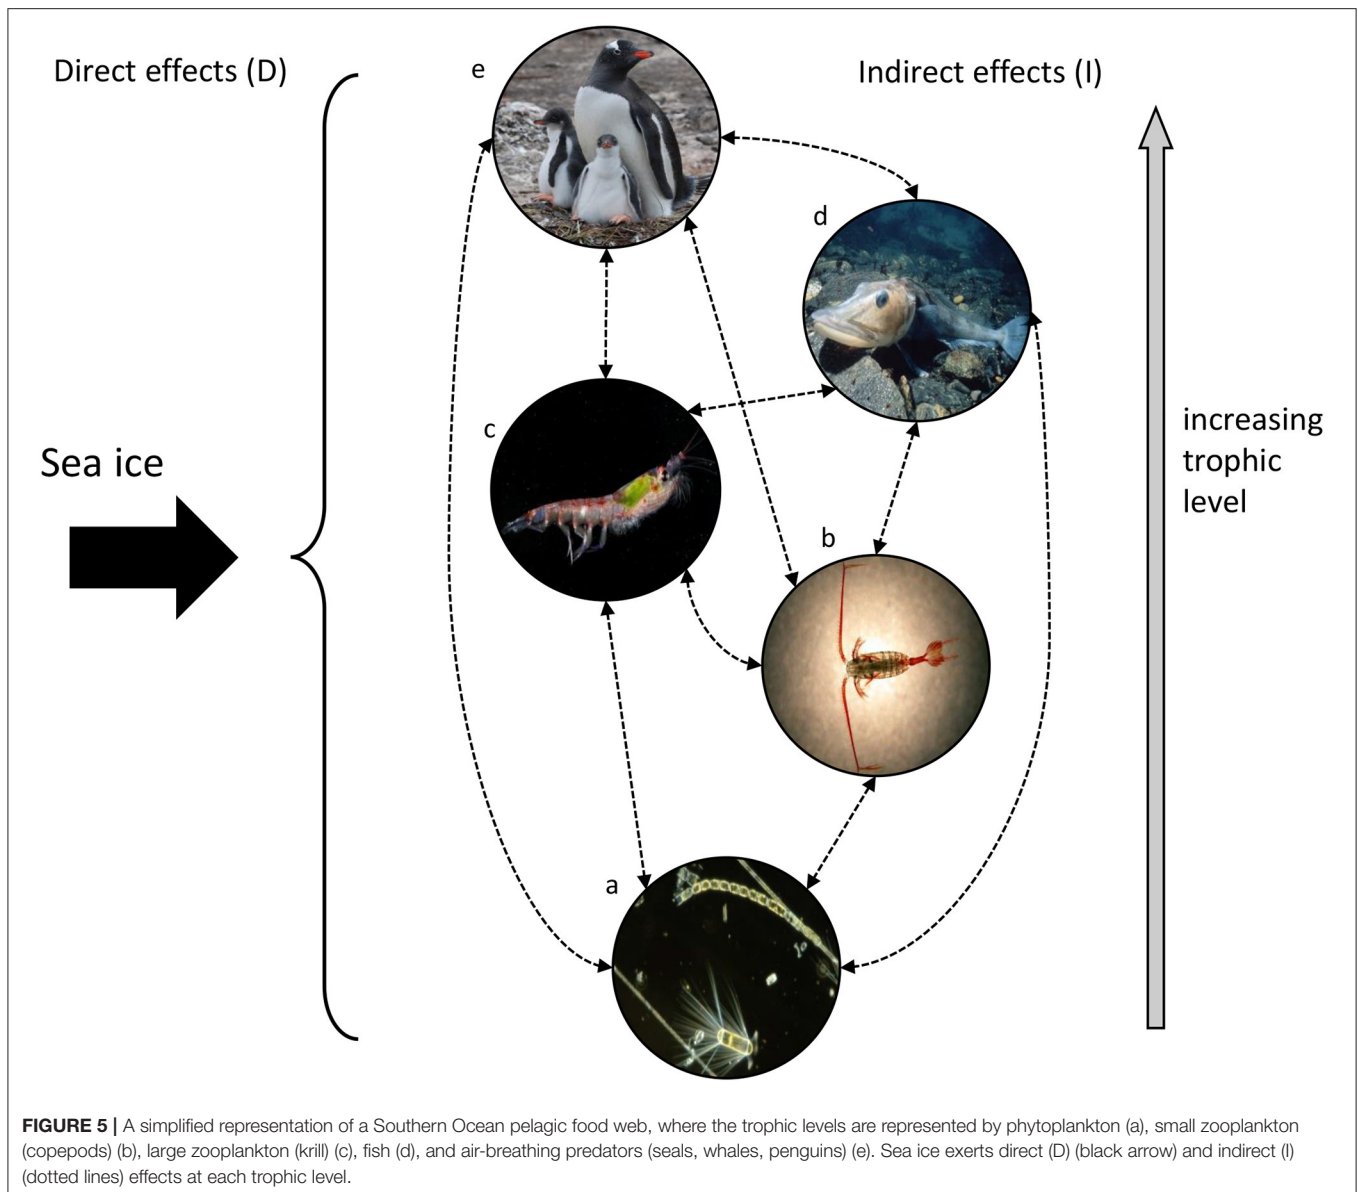 Direct effects (D)
e
Indirect effects (I)
d
c
Sea ice
increasing
trophic
level
b
a
FIGURE 5 | A simplified representation of a Southern Ocean pelagic food web, where the trophic levels are represented by phytoplankton (a), small zooplankton
(copepods) (b), large zooplankton (krill) (c), fish (d), and air-breathing predators (seals, whales, penguins) (e). Sea ice exerts direct (D) (black arrow) and indirect (I)
(dotted lines) effects at each trophic level.